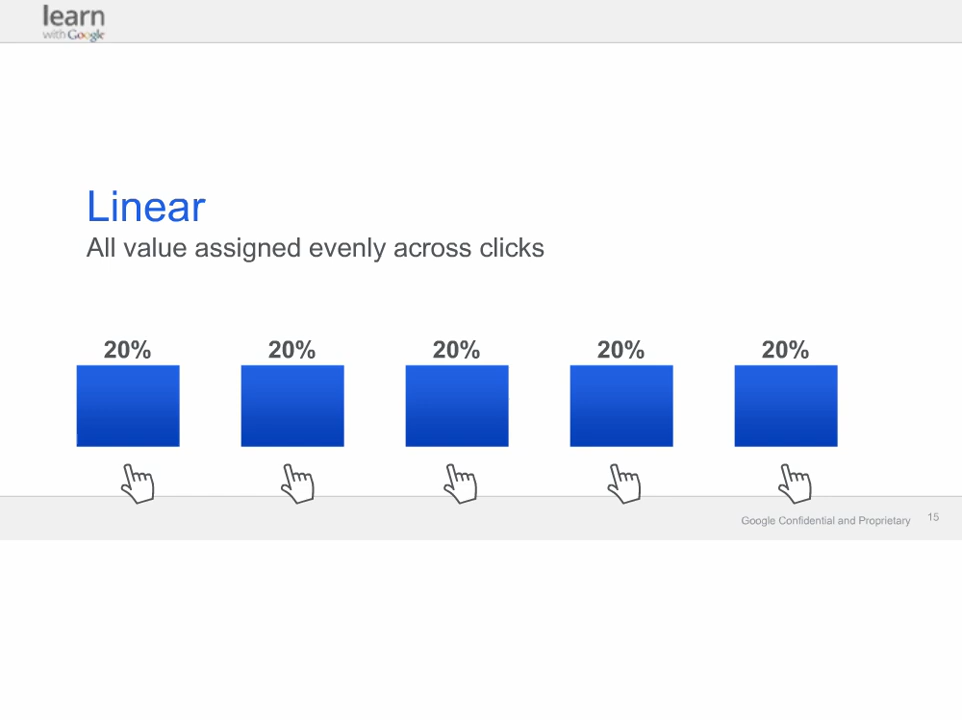 learn
with Google
Linear
All value assigned evenly across clicks
20% 20% 20% 20% 20%
Google Confidential and Proprietary 15